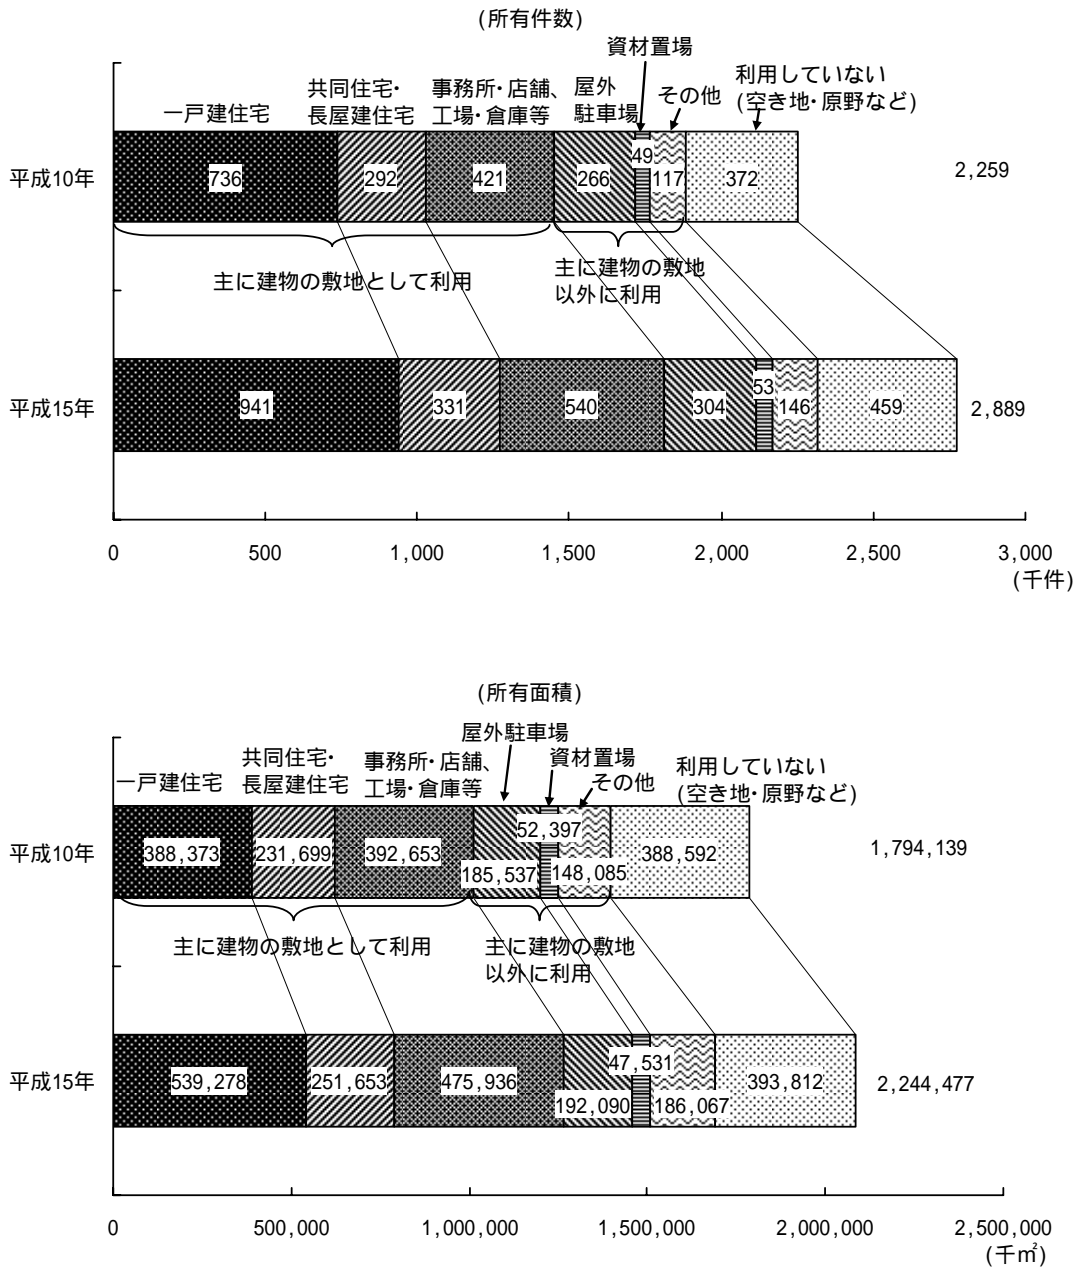 (所有件数)
資材置場
利用していない
(空き地・原野など)
その他
屋外
駐車場
事務所・店舗、
工場・倉庫等
共同住宅・
長屋建住宅
一戸建住宅
平成10年
736
292
421
266
49
117
372
2,259
主に建物の敷地として利用
主に建物の敷地
以外に利用
平成15年
941
331
540
304
53
146
459
2,889
0
500
1,000
1,500
2,000
2,500
3,000
(千件)
(所有面積)
屋外駐車場
資材置場
その他
利用していない
(空き地・原野など)
事務所・店舗、
工場・倉庫等
共同住宅・
長屋建住宅
一戸建住宅
平成10年
388,373
231,699
392,653
185,537
52,397
148,085
388,592
1,794,139
主に建物の敷地として利用
主に建物の敷地
以外に利用
平成15年
539,278
251,653
475,936
192,090
47,531
186,067
393,812
2,244,477
0
500,000
1,000,000
1,500,000
2,000,000
2,500,000
(千㎡)